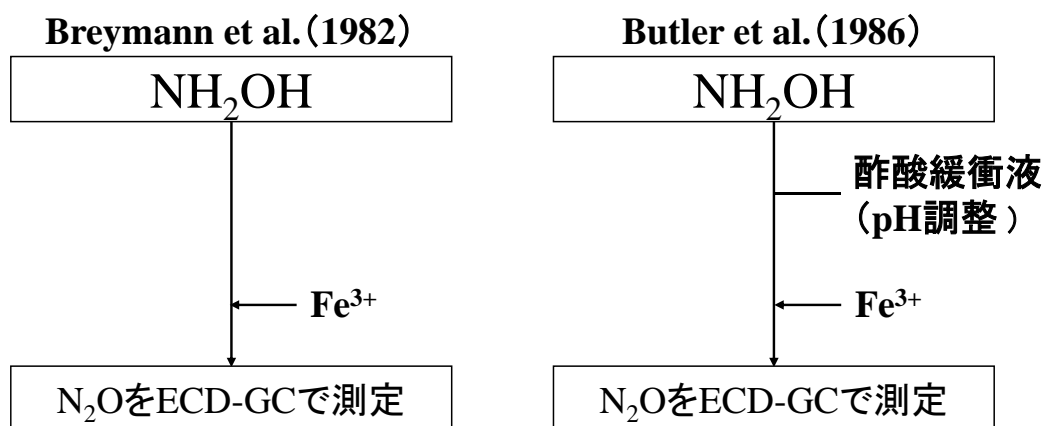 Breymann et al.（1982）
NH₂OH
Fe³⁺
N₂OをECD-GCで測定
Butler et al.（1986）
NH₂OH
酢酸緩衝液
（pH調整 ）
Fe³⁺
N₂OをECD-GCで測定